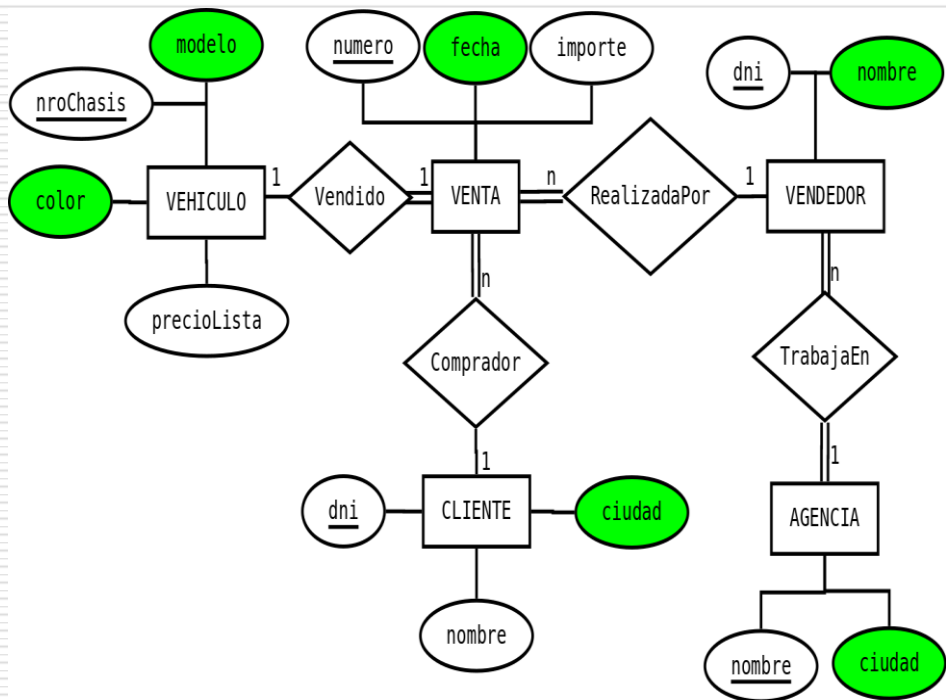 modelo
numero
fecha
importe
dni
nombre
nroChasis
color
VEHICULO
1
Vendido
1
VENTA
n
RealizadaPor
1
VENDEDOR
n
n
precioLista
Comprador
TrabajaEn
1
1
dni
CLIENTE
ciudad
AGENCIA
nombre
nombre
ciudad